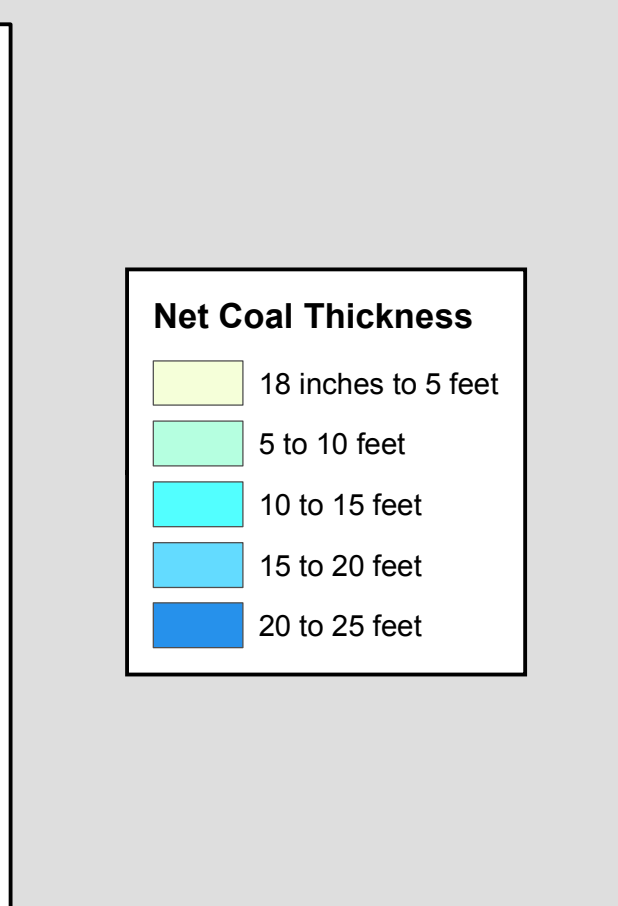 Net Coal Thickness
18 inches to 5 feet
5 to 10 feet
10 to 15 feet
15 to 20 feet
20 to 25 feet